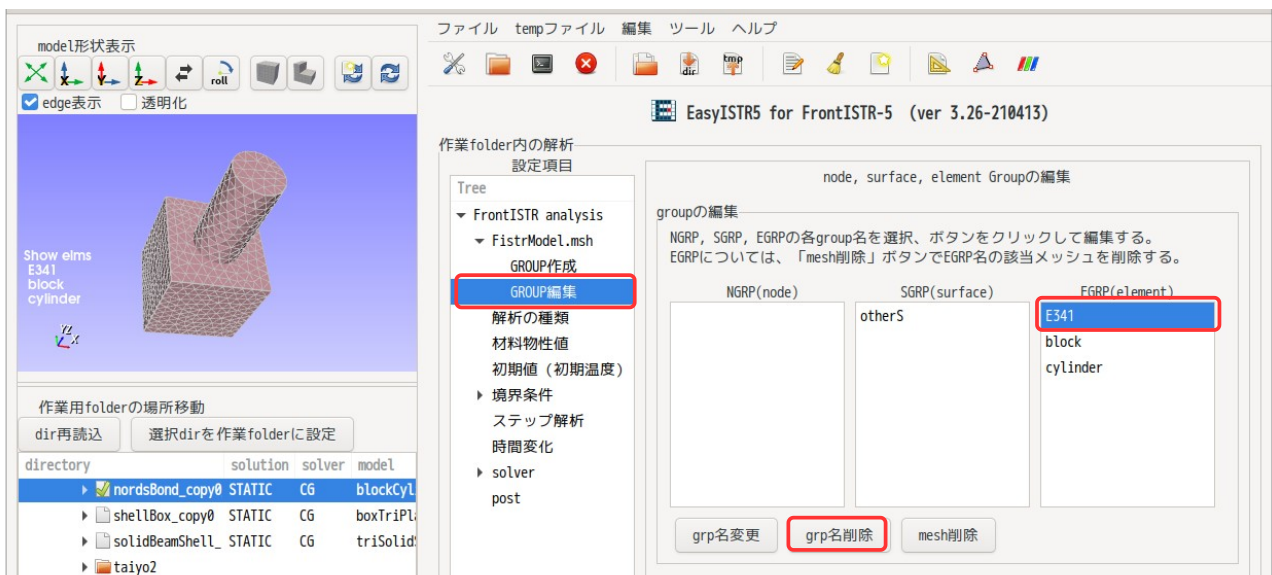 model形状表示
roll
edge表示 透明化
Show elms
E341
block
cylinder
作業用folderの場所移動
dir再読込 選択dirを作業folderに設定
directory solution solver model
nordsBond_copy0 STATIC CG blockCyl
shellBox_copy0 STATIC CG boxTriPl
solidBeamShell_ STATIC CG triSolid
taiyo2
ファイル tempファイル 編集 ツール ヘルプ
dir tmp
EasyISTR5 for FrontISTR-5 (ver 3.26-210413)
作業folder内の解析
設定項目
Tree
FrontISTR analysis
FistrModel.msh
GROUP作成
GROUP編集
解析の種類
材料物性値
初期値(初期温度)
境界条件
ステップ解析
時間変化
solver
post
node, surface, element Groupの編集
groupの編集
NGRP, SGRP, EGRPの各group名を選択、ボタンをクリックして編集する。
EGRPについては、「mesh削除」ボタンでEGRP名の該当メッシュを削除する。
NGRP(node) SGRP(surface) EGRP(element)
otherS E341
block
cylinder
grp名変更 grp名削除 mesh削除